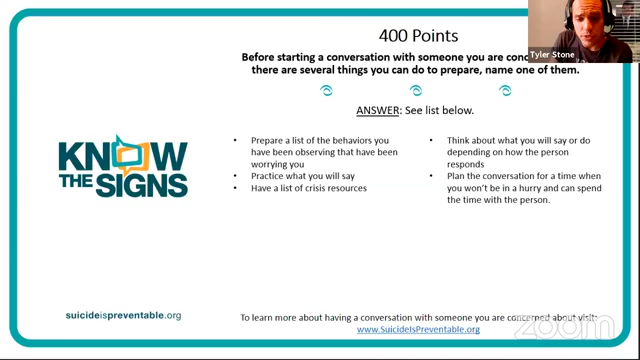 400 Points
Tyler Stone
Before starting a conversation with someone you are
there are several things you can do to prepare, name one of them.
ANSWER: See list below.
KNOW
THE SIGNS
• Prepare a list of the behaviors you
have been observing that have been
worrying you
• Practice what you will say
• Have a list of crisis resources
• Think about what you will say or do
depending on how the person
responds
• Plan the conversation for a time when
you won't be in a hurry and can spend
the time with the person.
suicideispreventable.org
To learn more about having a conversation with someone you are concerned about visit:
www.SuicideIsPreventable.org
zoom